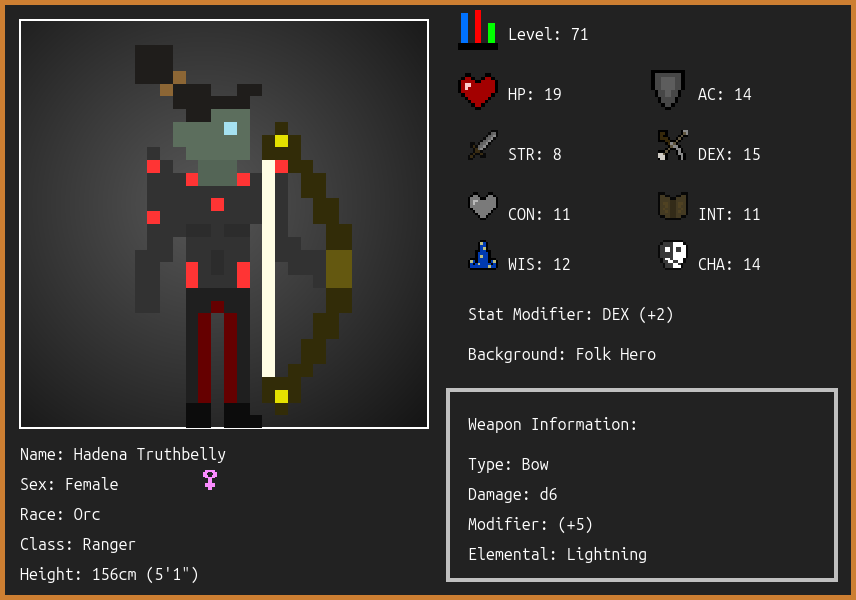 Level: 71
HP: 19
AC: 14
STR: 8
DEX: 15
CON: 11
INT: 11
WIS: 12
CHA: 14
Stat Modifier: DEX (+2)
Background: Folk Hero
Weapon Information:
Type: Bow
Damage: d6
Modifier: (+5)
Elemental: Lightning
Name: Hadena Truthbelly
Sex: Female
Race: Orc
Class: Ranger
Height: 156cm (5'1")